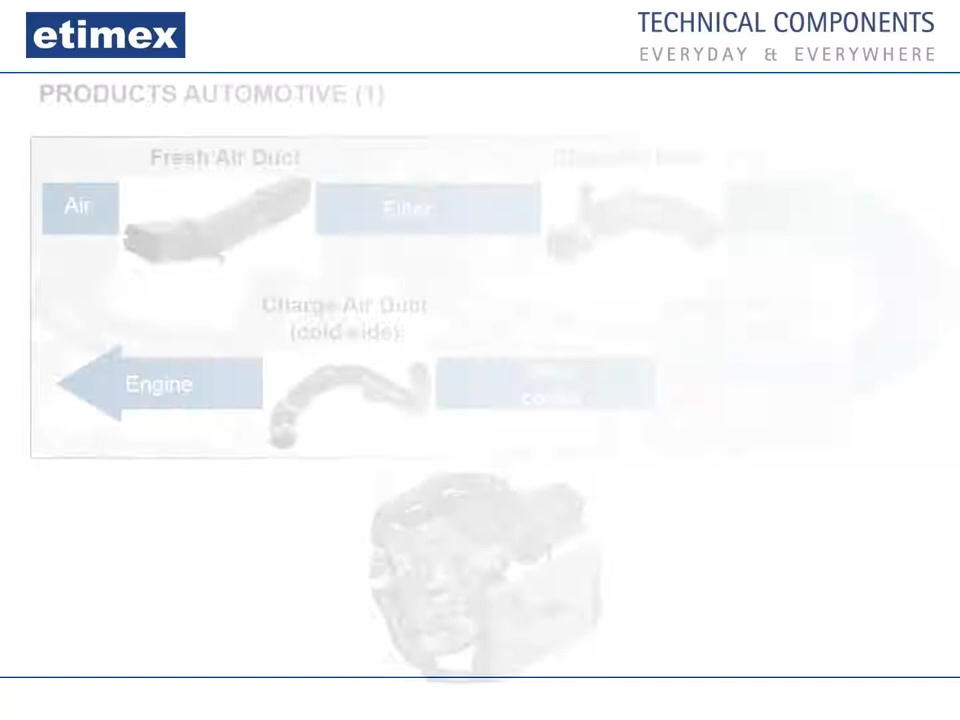 etimex
TECHNICAL COMPONENTS
EVERYDAY & EVERYWHERE
PRODUCTS AUTOMOTIVE (1)
Fresh Air Duct
Air
Filter
Charge Air Duct
(cold side)
Engine